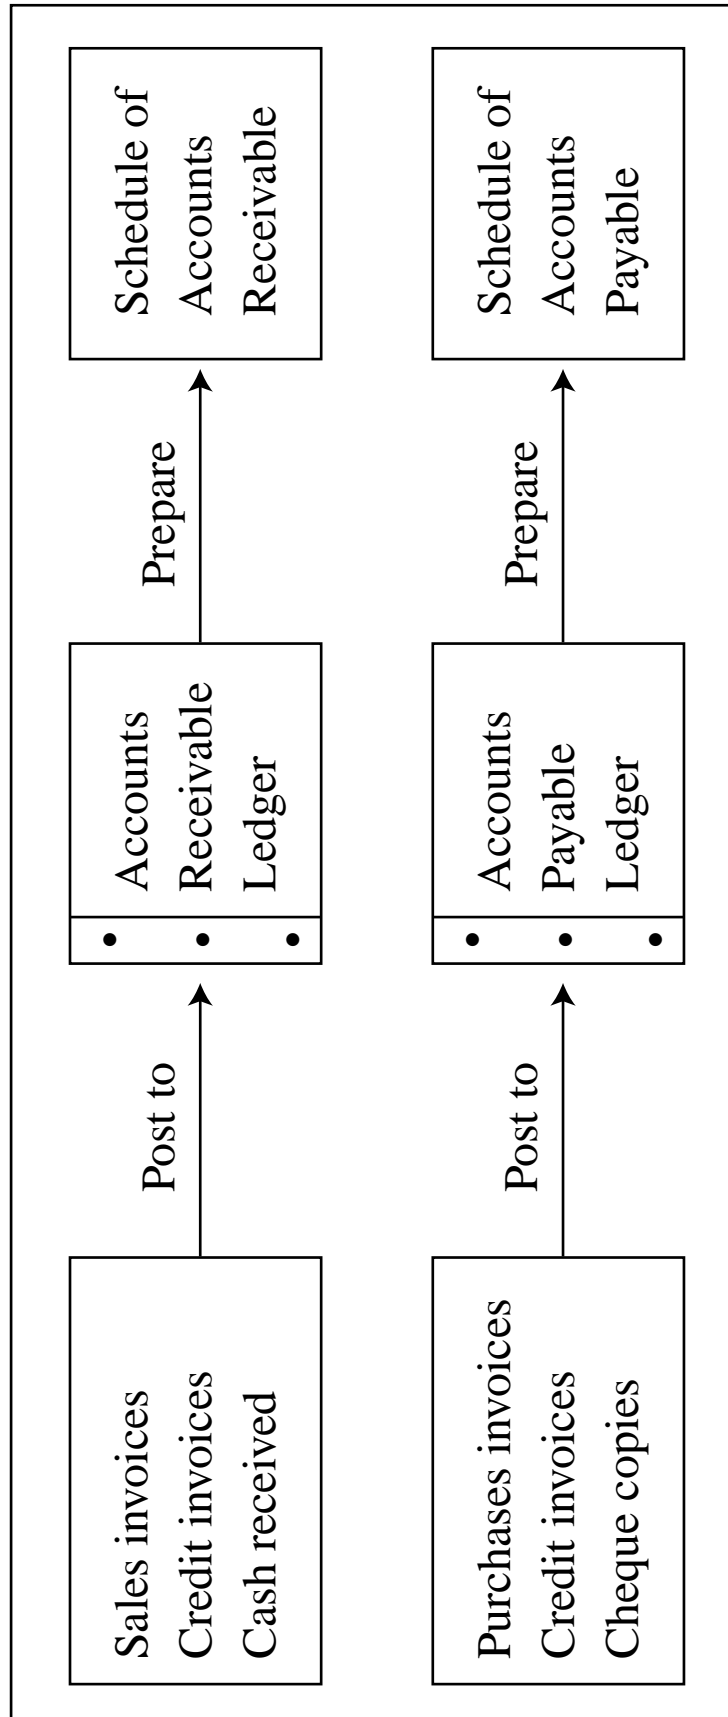 Sales invoices
Credit invoices
Cash received
Post to
Accounts
Receivable
Ledger
Prepare
Schedule of
Accounts
Receivable
Purchases invoices
Credit invoices
Cheque copies
Post to
Accounts
Payable
Ledger
Prepare
Schedule of
Accounts
Payable